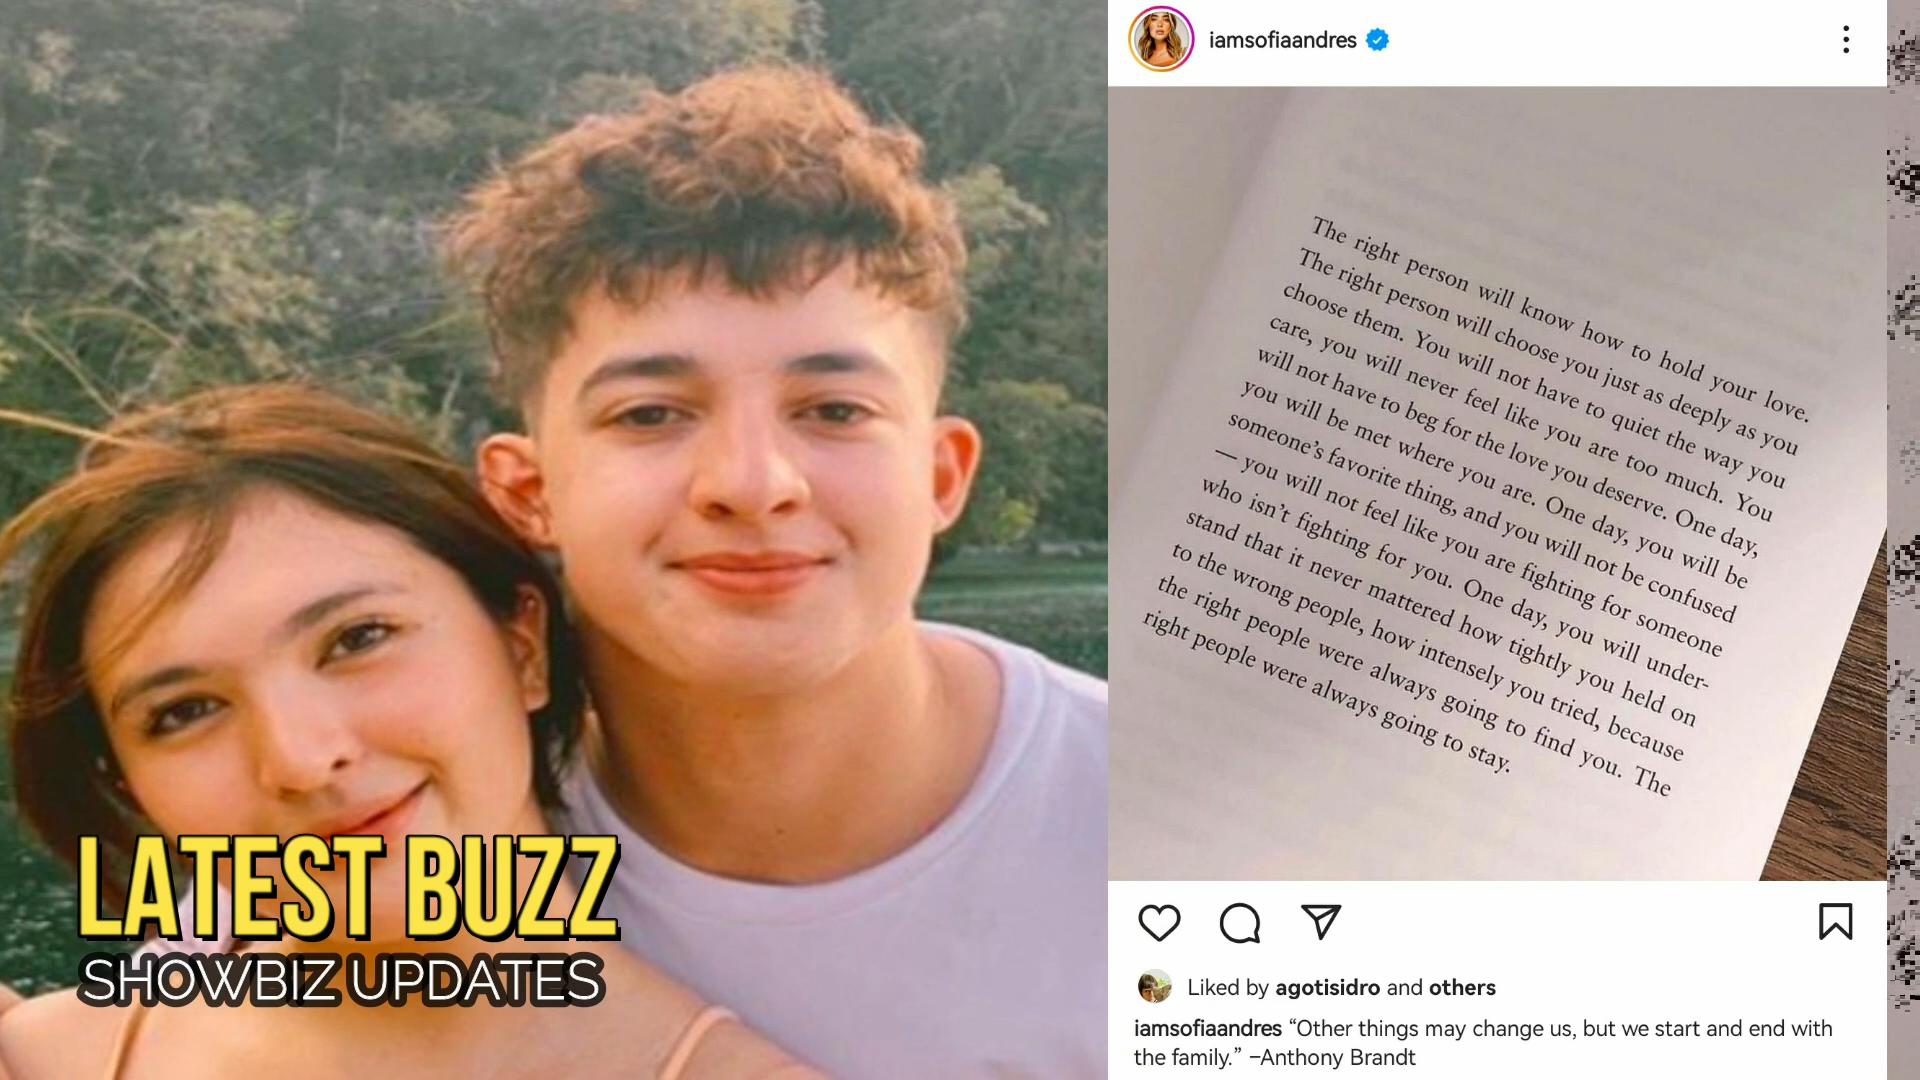 LATEST BUZZ
SHOWBIZ UPDATES
iamsofiaandres
The right person will know how to hold your love.
The right person will choose you just as deeply as you
choose them. You will not have to quiet the way you
care, you will never feel like you are too much. You
will not have to beg for the love you deserve. One day,
you will be met where you are. One day, you will be
someone’s favorite thing, and you will not be confused
— you will not feel like you are fighting for someone
who isn’t fighting for you. One day, you will under-
stand that it never mattered how tightly you held on
to the wrong people, how intensely you tried, because
the right people were always going to find you. The
right people were always going to stay.
Liked by agotisidro and others
iamsofiaandres “Other things may change us, but we start and end with
the family.” –Anthony Brandt